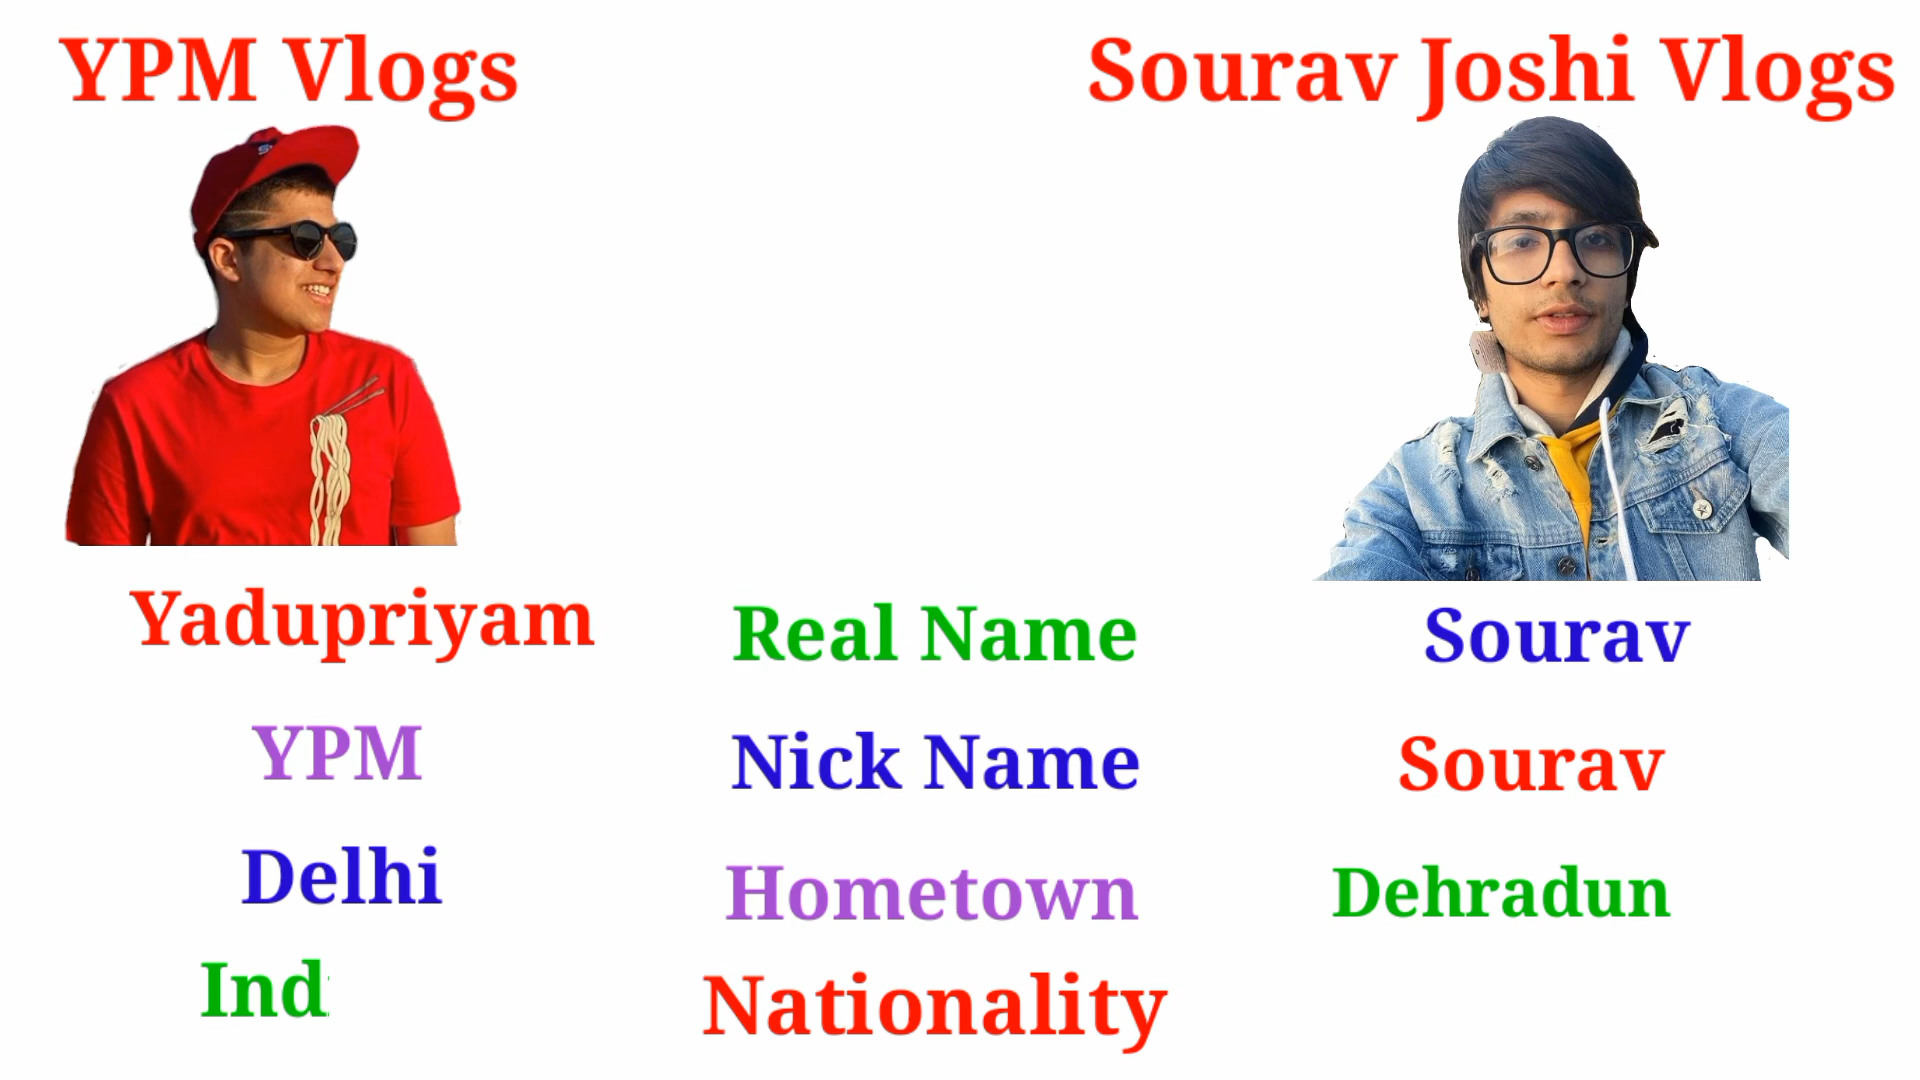 YPM Vlogs
Sourav Joshi Vlogs
Yadupriyam
Real Name
Sourav
YPM
Nick Name
Sourav
Delhi
Hometown
Dehradun
Ind
Nationality